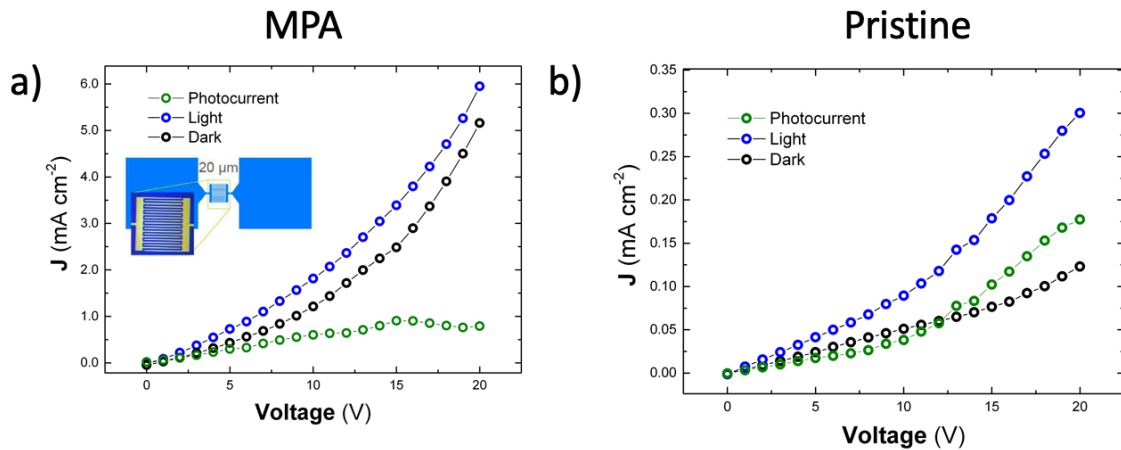 MPA
Pristine
a)
J (mA cm-2)
6.0
5.0
4.0
3.0
2.0
1.0
0.0
Photocurrent
Light
Dark
20 µm
0
5
10
15
20
Voltage (V)
b)
J (mA cm-2)
0.35
0.30
0.25
0.20
0.15
0.10
0.05
0.00
Photocurrent
Light
Dark
0
5
10
15
20
Voltage (V)